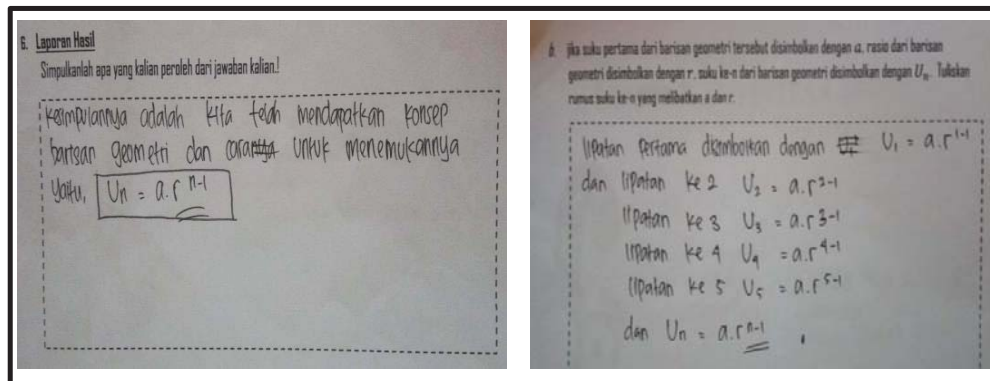 6. Laporan Hasil
Simpulkanlah apa yang kalian peroleh dari jawaban kalian.!
Kesimpulannya adalah kita telah mendapatkan konsep
barisan geometri dan caranya untuk menemukannya
yaitu, Un = a.r^n-1
b. jika suku pertama dari barisan geometri tersebut disimbolkan dengan a, rasio dari barisan
geometri disimbolkan dengan r, suku ke-n dari barisan geometri disimbolkan dengan Uₙ. Tuliskan
rumus suku ke-n yang melibatkan a dan r.
lipatan pertama disimbolkan dengan U₁ = a.r^1-1
dan lipatan ke 2 U₂ = a.r^2-1
lipatan ke 3 U₃ = a.r^3-1
lipatan ke 4 U₄ = a.r^4-1
lipatan ke 5 U₅ = a.r^5-1
dan Un = a.r^n-1